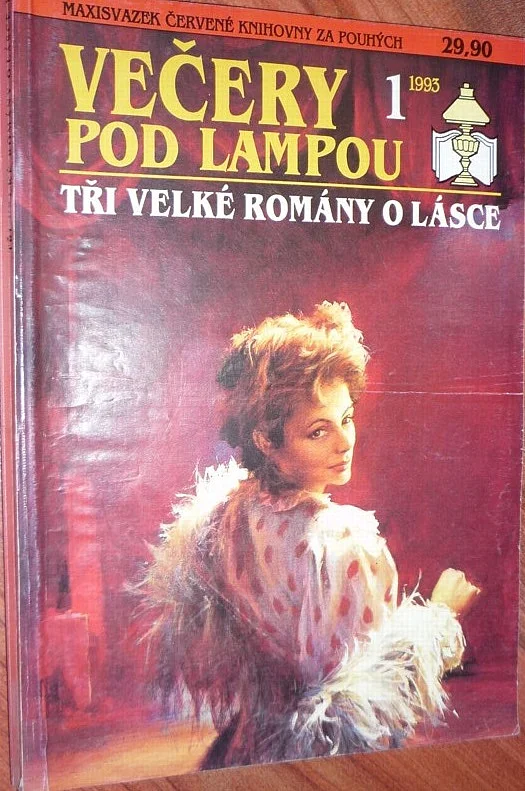 MAXISVAZEK ČERVENÉ KNIHOVNY ZA POUHÝCH 29,90
VEČERY
POD LAMPOU
1 1993
TŘI VELKÉ ROMÁNY O LÁSCE